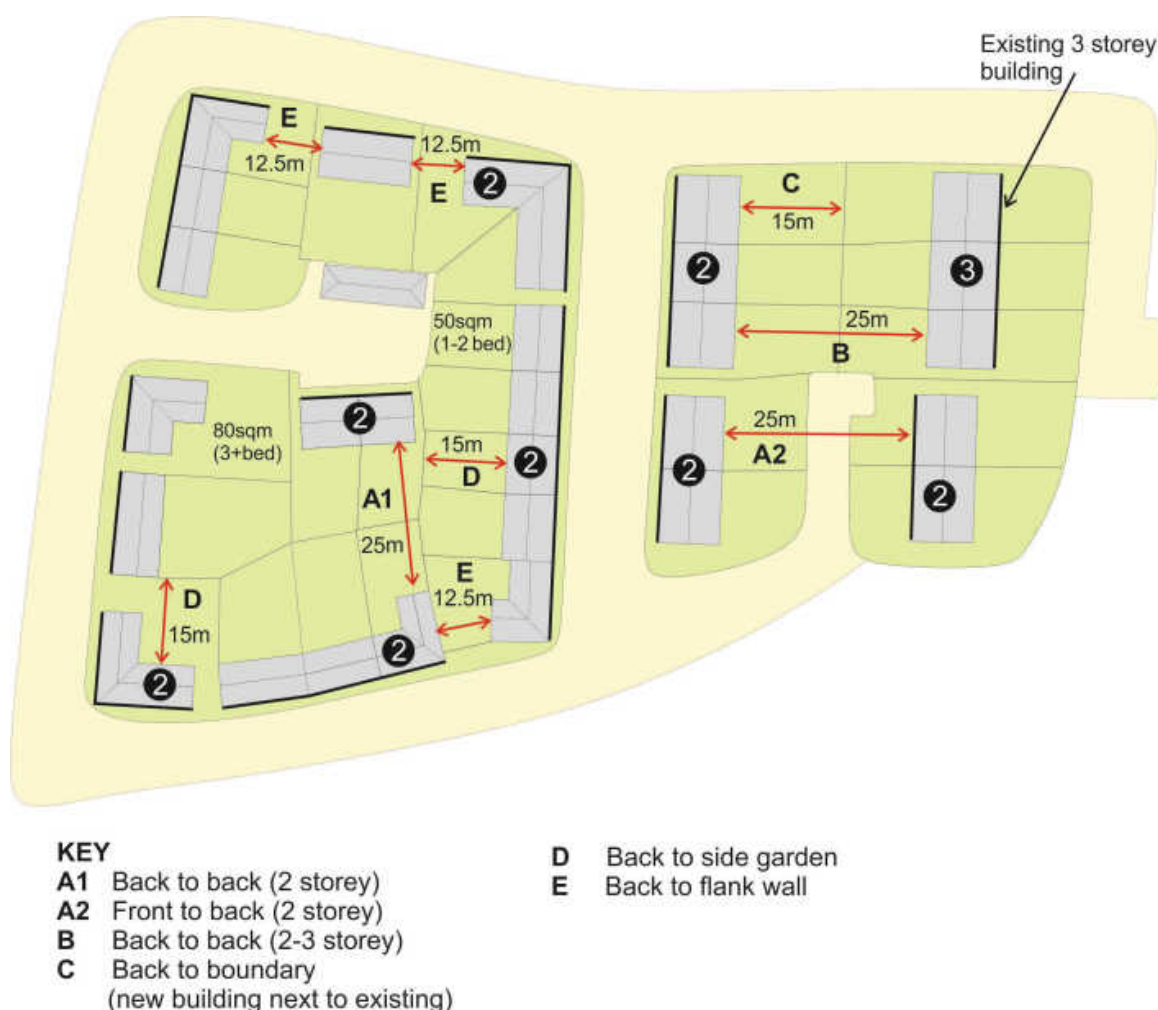 Existing 3 storey
building
E
12.5m
12.5m
E
2
C
15m
2
3
50sqm
(1-2 bed)
25m
B
2
80sqm
(3+bed)
15m
D
2
25m
A2
2
2
A1
25m
E
12.5m
D
15m
2
2
KEY
A1 Back to back (2 storey)
A2 Front to back (2 storey)
B Back to back (2-3 storey)
C Back to boundary
(new building next to existing)
D Back to side garden
E Back to flank wall